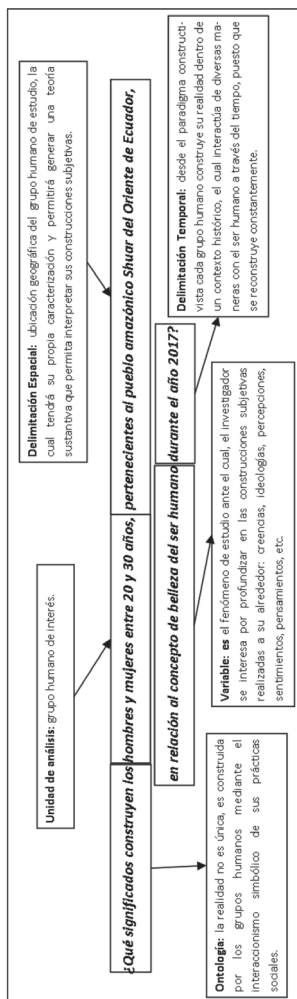 Unidad de análisis: grupo humano de interés.
Delimitación Espacial: ubicación geográfica del grupo humano de estudio, la
cual tendrá su propia caracterización y permitirá generar una teoría
sustantiva que permita interpretar sus construcciones subjetivas.
¿Qué significados construyen los hombres y mujeres entre 20 y 30 años, pertenecientes al pueblo amazónico Shuar del Oriente de Ecuador,
en relación al concepto de belleza del ser humano durante el año 2017?
Ontología: la realidad no es única, es construida
por los grupos humanos mediante el
interaccionismo simbólico de sus prácticas
sociales.
Variable: es el fenómeno de estudio ante el cual, el investigador
se interesa por profundizar en las construcciones subjetivas
realizadas a su alrededor: creencias, ideologías, percepciones,
sentimientos, pensamientos, etc.
Delimitación Temporal: desde el paradigma constructi-
vista cada grupo humano construye su realidad dentro de
un contexto histórico, el cual interactúa de diversas ma-
neras con el ser humano a través del tiempo, puesto que
se reconstruye constantemente.